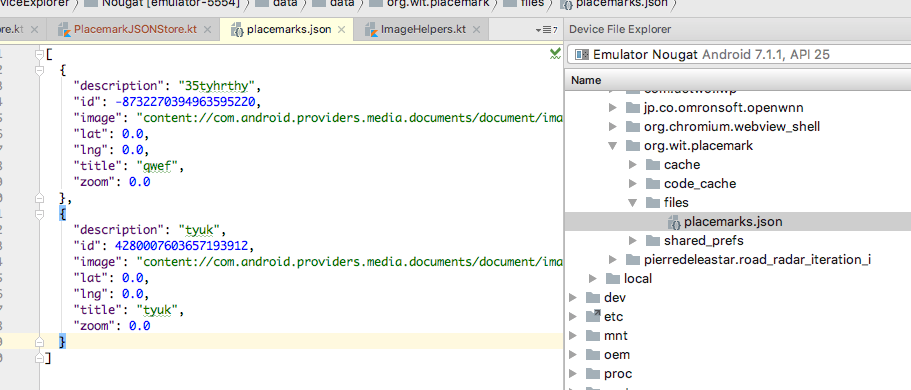 Nougat [emulator-5554] data data org.wit.placemark files placemarks.json
PlacemarkJSONStore.kt placemarks.json ImageHelpers.kt Device File Explorer
Emulator Nougat Android 7.1.1, API 25
Name
[
{
"description": "35tyhrthy",
"id": -8732270394963595220,
"image": "content://com.android.providers.media.documents/document/ima
"lat": 0.0,
"lng": 0.0,
"title": "qwef",
"zoom": 0.0
},
{
"description": "tyuk",
"id": 4280007603657193912,
"image": "content://com.android.providers.media.documents/document/ima
"lat": 0.0,
"lng": 0.0,
"title": "tyuk",
"zoom": 0.0
}
]
jp.co.omronsoft.openwnn
org.chromium.webview_shell
org.wit.placemark
cache
code_cache
files
placemarks.json
shared_prefs
pierredeleastar.road_radar_iteration_i
local
dev
etc
mnt
oem
proc